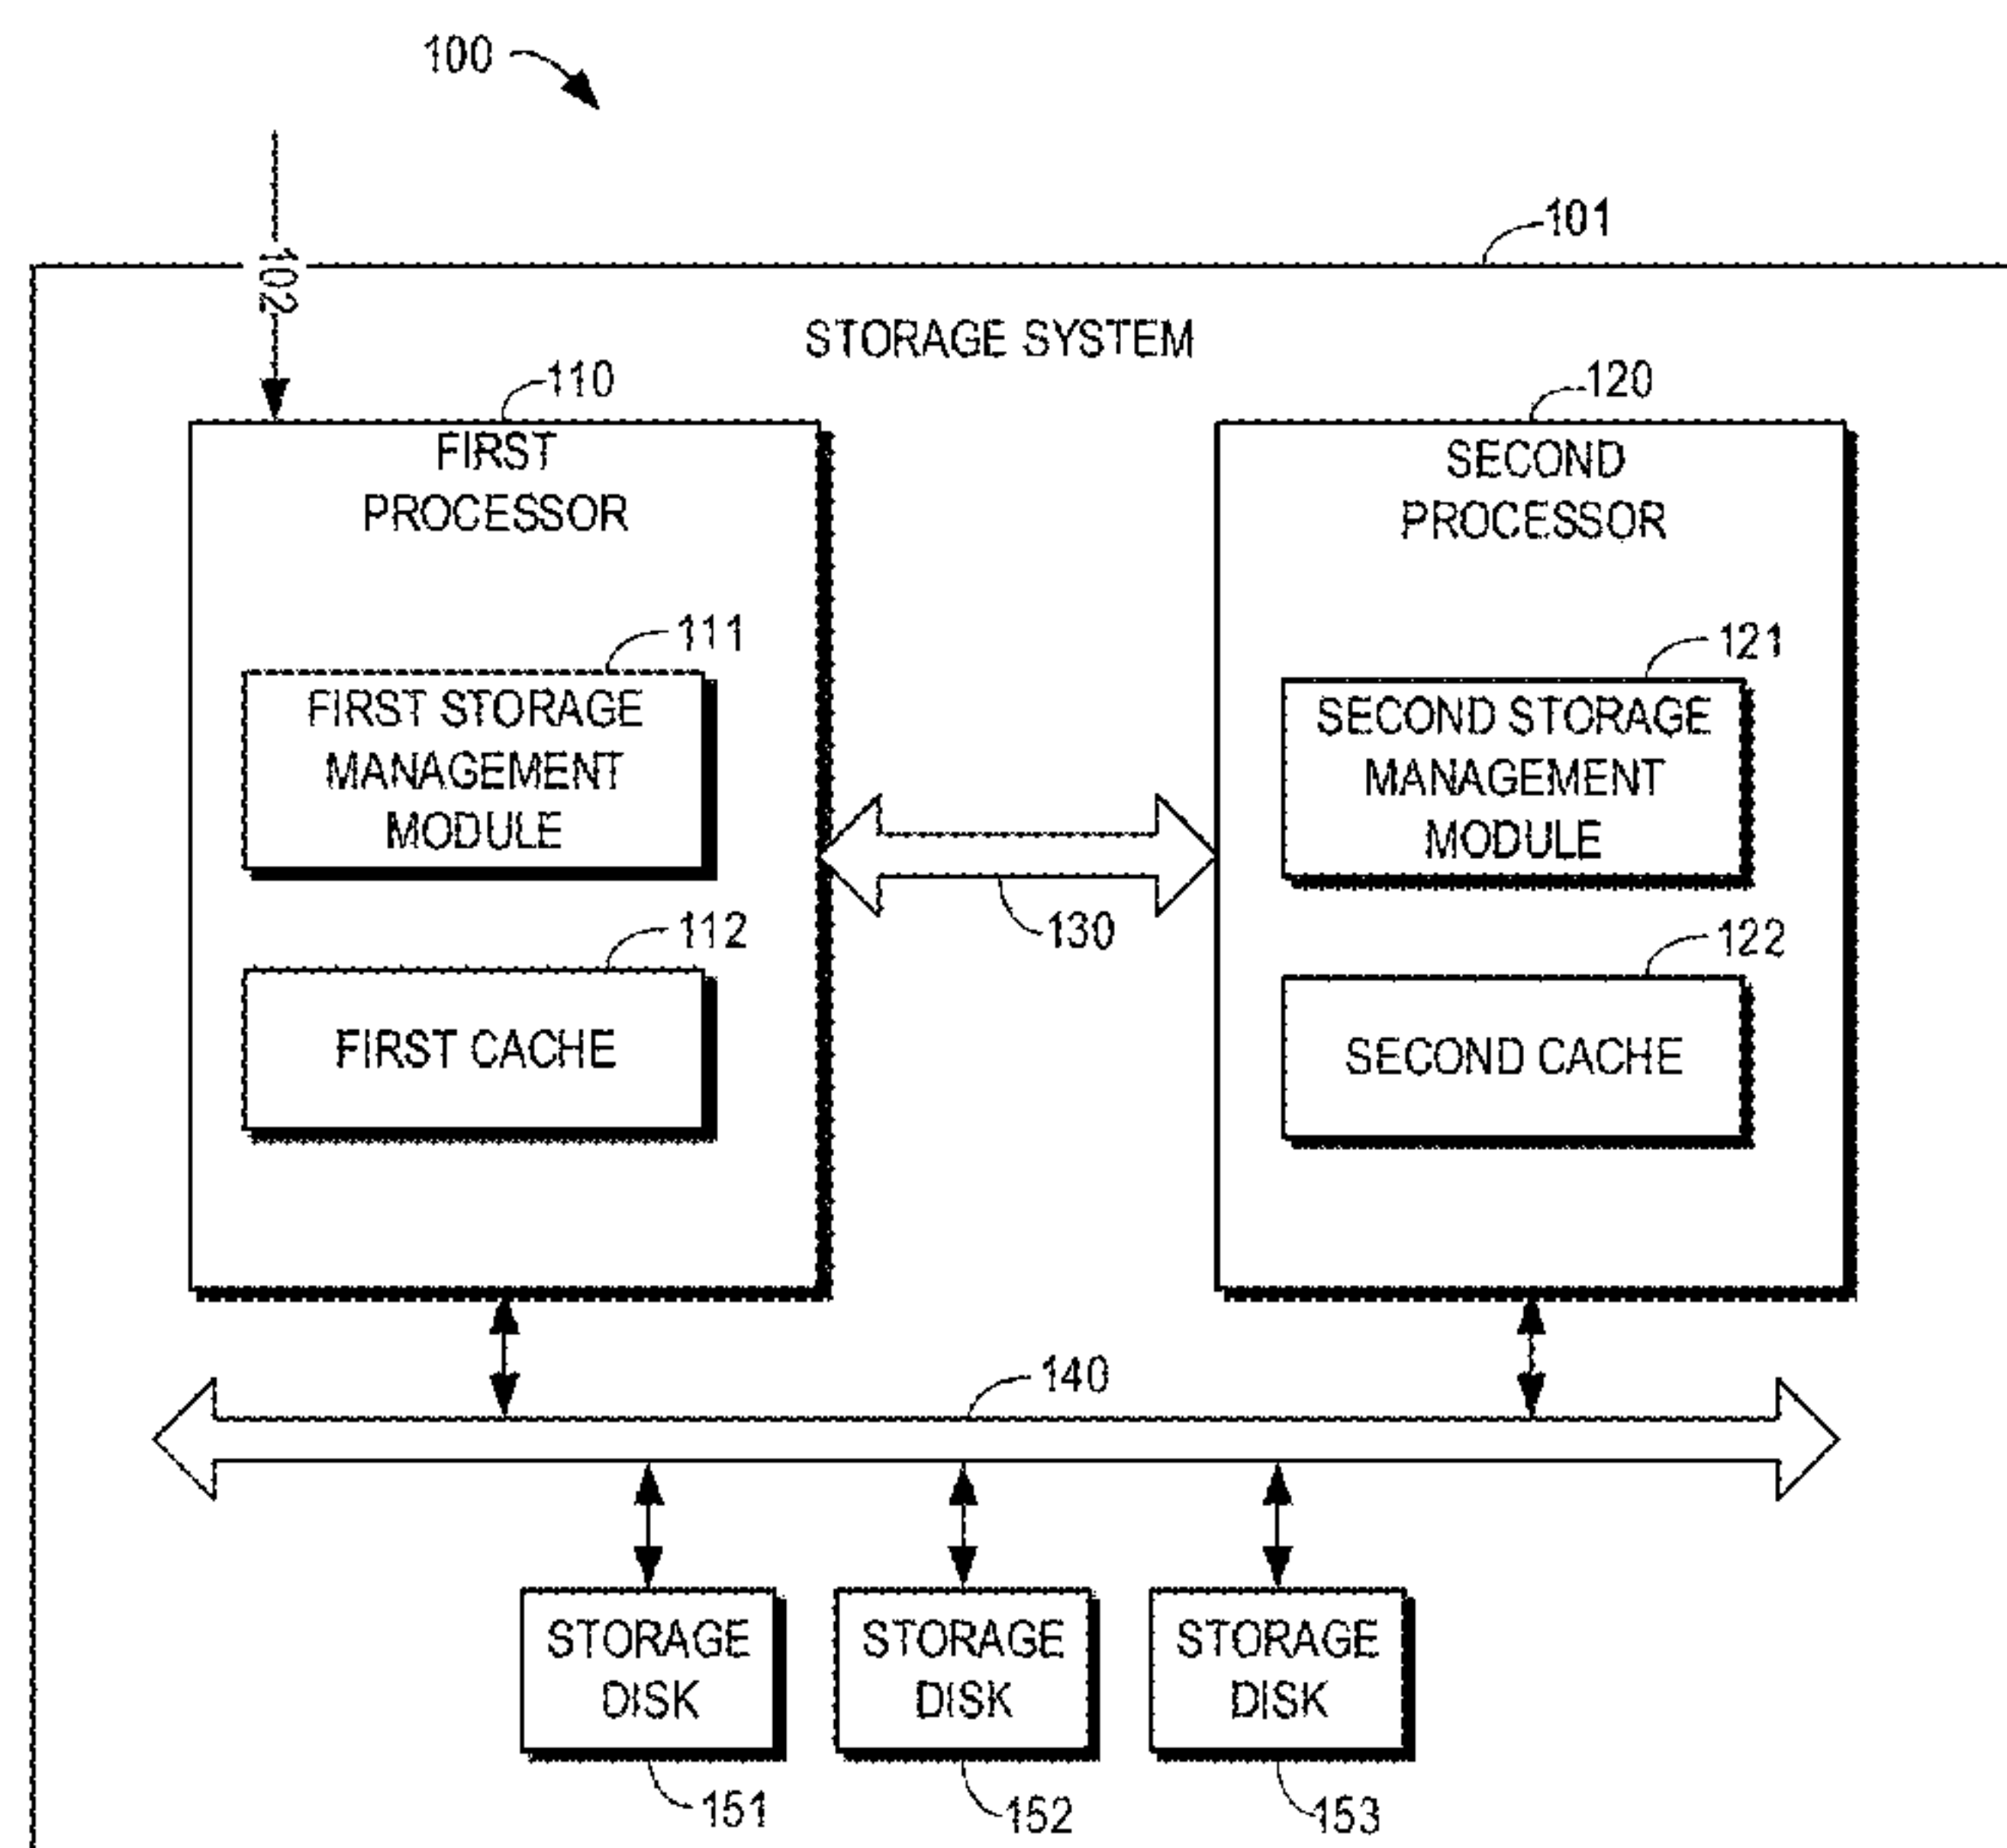 100
101
102
STORAGE SYSTEM
110
120
FIRST
PROCESSOR
SECOND
PROCESSOR
111
FIRST STORAGE
MANAGEMENT
MODULE
121
SECOND STORAGE
MANAGEMENT
MODULE
130
112
FIRST CACHE
122
SECOND CACHE
140
STORAGE
DISK
STORAGE
DISK
STORAGE
DISK
151
152
153